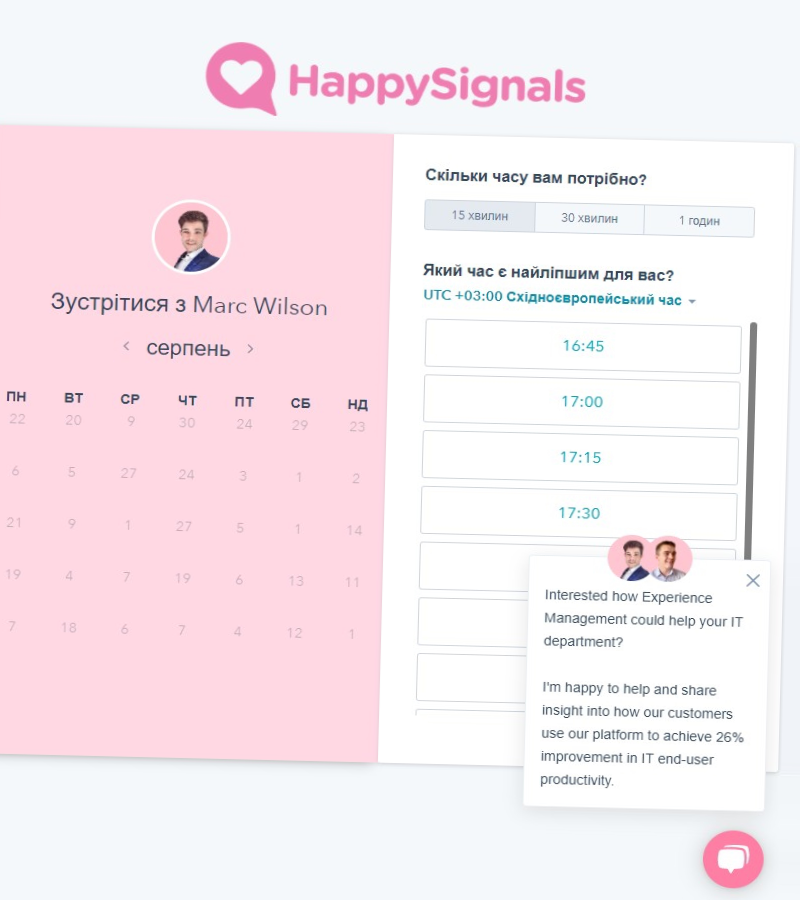 HappySignals
Зустрітися з Marc Wilson
серпень
ПН ВТ СР ЧТ ПТ СБ НД
22 20 9 30 24 29 23
6 5 27 24 3 1 2
21 9 1 27 5 1 14
19 4 7 19 6 13 11
7 18 6 7 4 12 1
Скільки часу вам потрібно?
15 хвилин 30 хвилин 1 годин
Який час є найліпшим для вас?
UTC +03:00 Східноєвропейський час
16:45
17:00
17:15
17:30
Interested how Experience
Management could help your IT
department?
I'm happy to help and share
insight into how our customers
use our platform to achieve 26%
improvement in IT end-user
productivity.